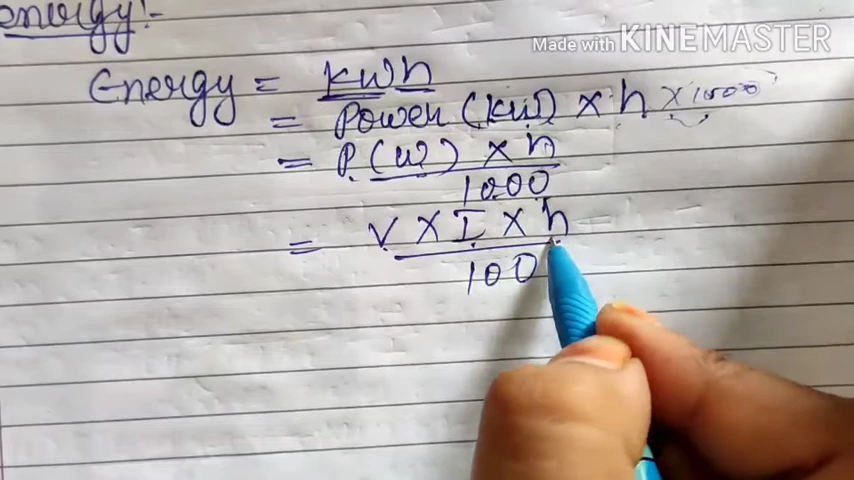 energy:-
Made with KINEMASTER
Energy = kwh
= Power (kW) × h × 1000
= P. (W) × h
1000
= V × I × h
100